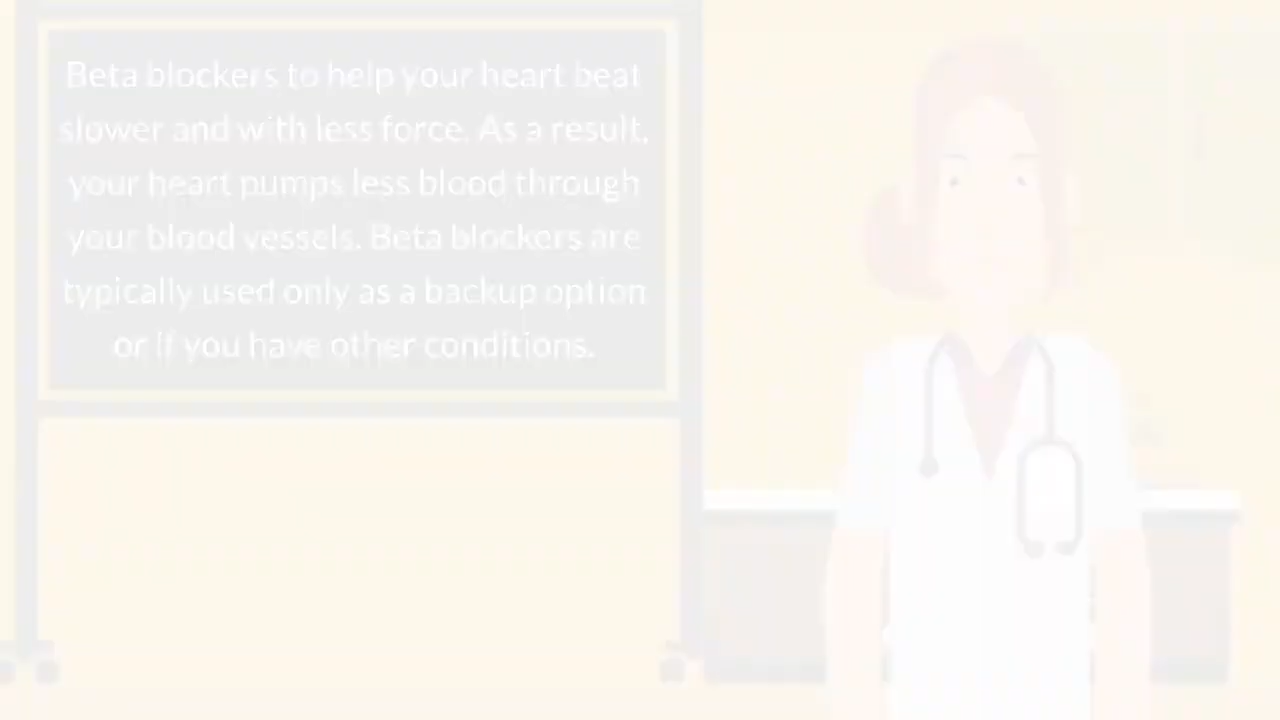 Beta blockers to help your heart beat
slower and with less force. As a result,
your heart pumps less blood through
your blood vessels. Beta blockers are
typically used only as a backup option
or if you have other conditions.